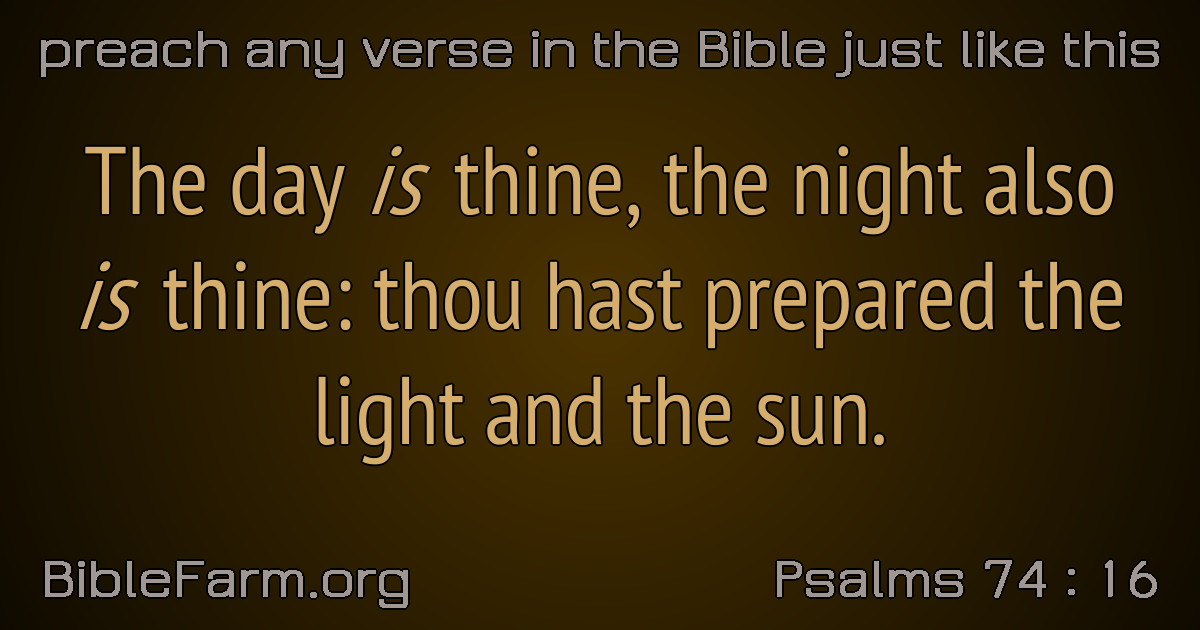 preach any verse in the Bible just like this
The day is thine, the night also
is thine: thou hast prepared the
light and the sun.
BibleFarm.org
Psalms 74 : 16